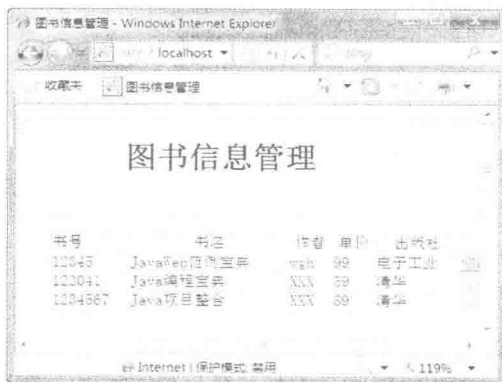 图书信息管理 - Windows Internet Explorer
localhost
收藏夹 图书信息管理
图书信息管理
书号 书名 作者 单价 出版社
12345 JavaWeb范例宝典 wgh 99 电子工业
Java编程宝典 XXX 59 清华
1234567 Java项目整合 XXX 59 清华
Internet | 保护模式: 禁用 119%